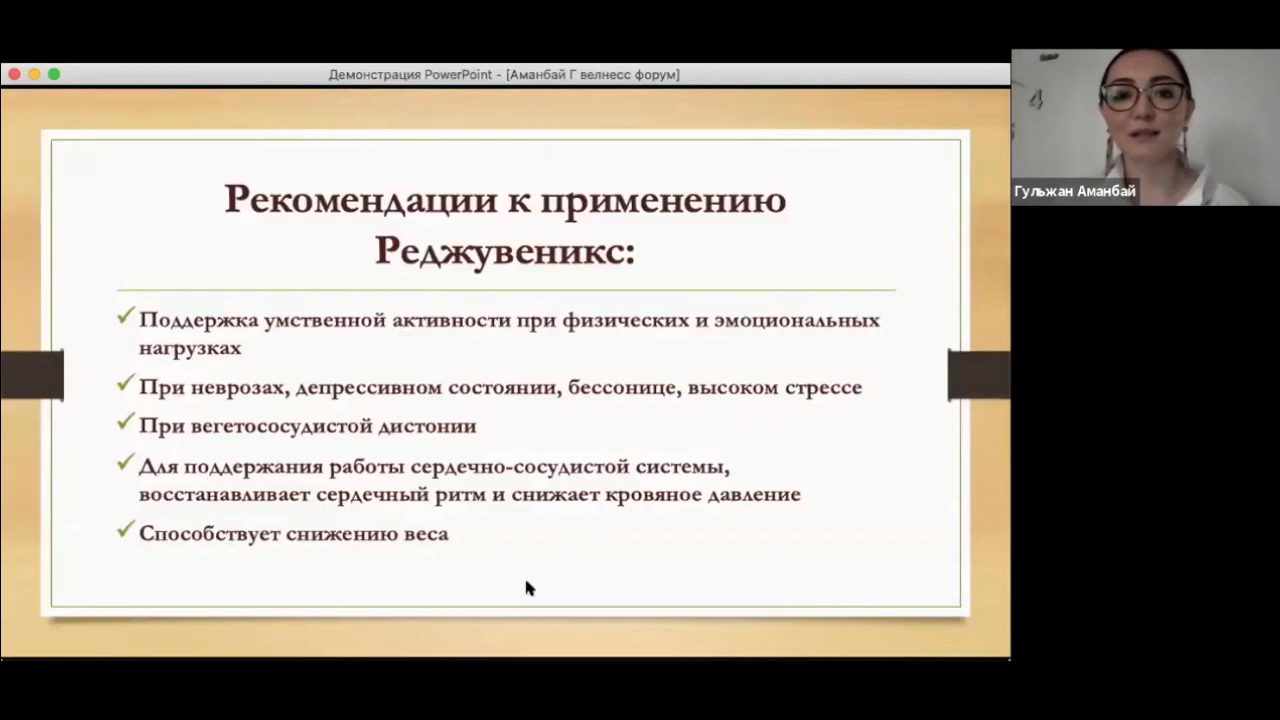 Демонстрация PowerPoint - [Аманбай Г велнесс форум]
Рекомендации к применению
Реджувеникс:
Поддержка умственной активности при физических и эмоциональных
нагрузках
При неврозах, депрессивном состоянии, бессонице, высоком стрессе
При вегетососудистой дистонии
Для поддержания работы сердечно-сосудистой системы,
восстанавливает сердечный ритм и снижает кровяное давление
Способствует снижению веса
4
Гульжан Аманбай